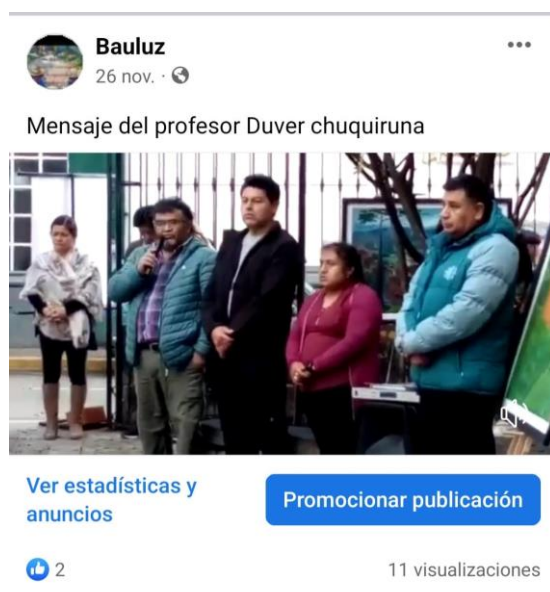 Bauluz
26 nov. ·
Mensaje del profesor Duver chuquiruna
Ver estadísticas y
anuncios
Promocionar publicación
2
11 visualizaciones